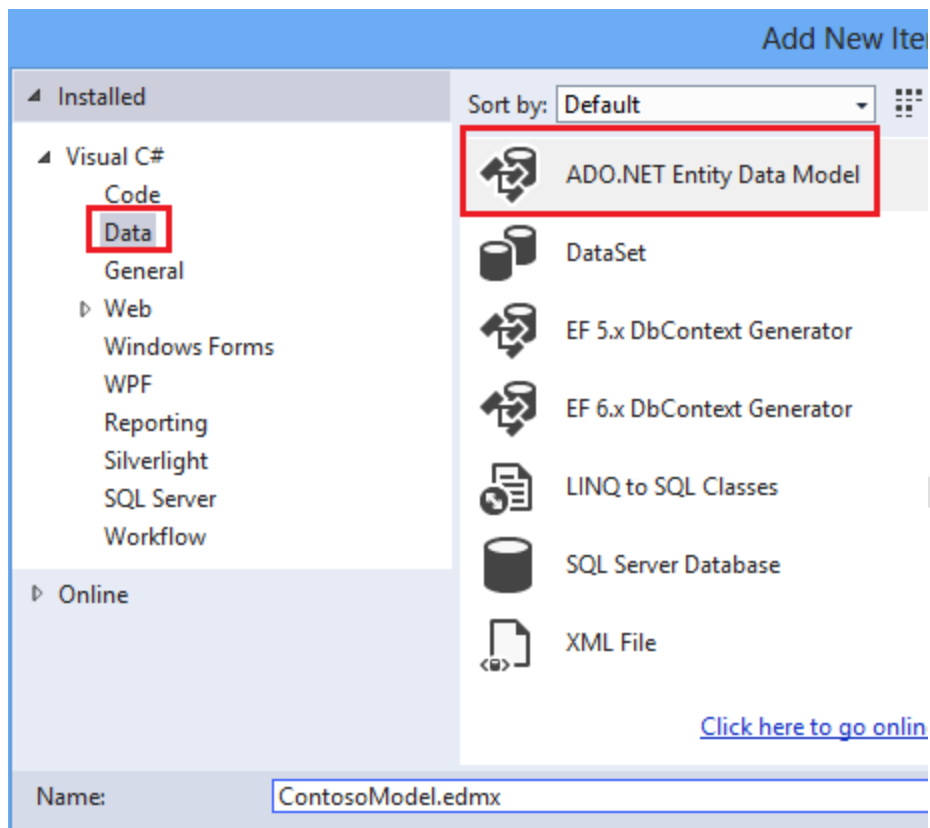 Add New Ite
Installed
Visual C#
Code
Data
General
Web
Windows Forms
WPF
Reporting
Silverlight
SQL Server
Workflow
Online
Sort by: Default
ADO.NET Entity Data Model
DataSet
EF 5.x DbContext Generator
EF 6.x DbContext Generator
LINQ to SQL Classes
SQL Server Database
XML File
Click here to go onlin
Name: ContosoModel.edmx